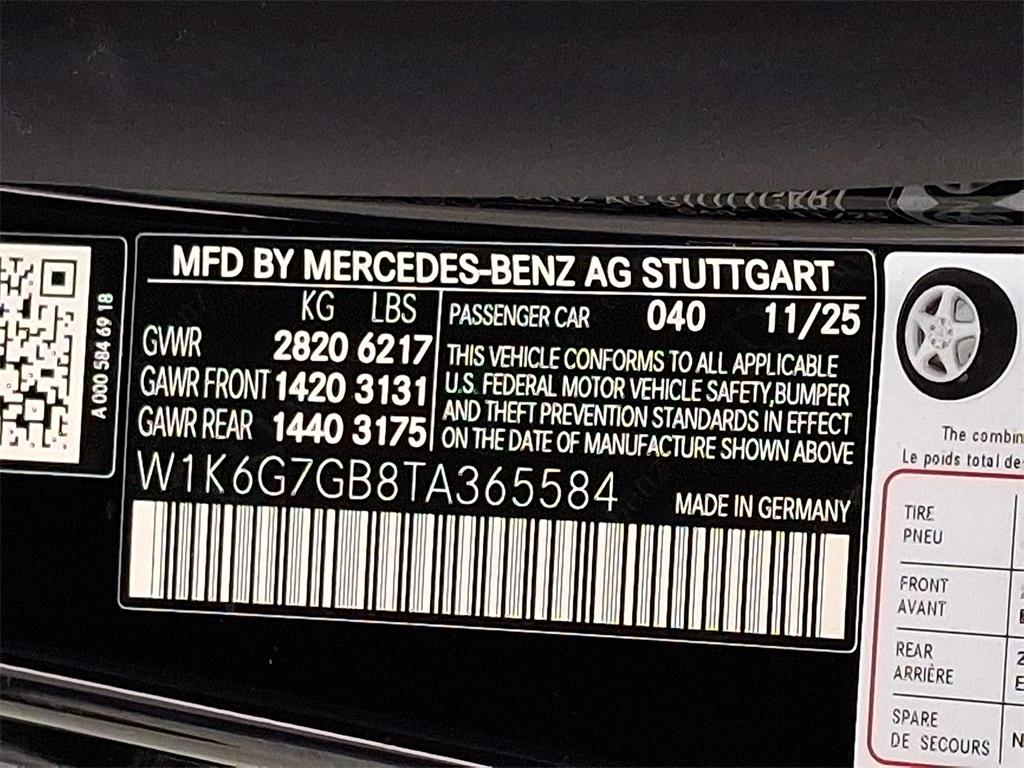 MFD BY MERCEDES-BENZ AG STUTTGART
KG LBS
GVWR 2820 6217
GAWR FRONT 1420 3131
GAWR REAR 1440 3175
PASSENGER CAR 040 11/25
THIS VEHICLE CONFORMS TO ALL APPLICABLE
U.S. FEDERAL MOTOR VEHICLE SAFETY,BUMPER
AND THEFT PREVENTION STANDARDS IN EFFECT
ON THE DATE OF MANUFACTURE SHOWN ABOVE
W1K6G7GB8TA365584
MADE IN GERMANY
A 000 584 69 18
The combin
Le poids total de
TIRE
PNEU
FRONT
AVANT
REAR
ARRIÈRE
SPARE
DE SECOURS